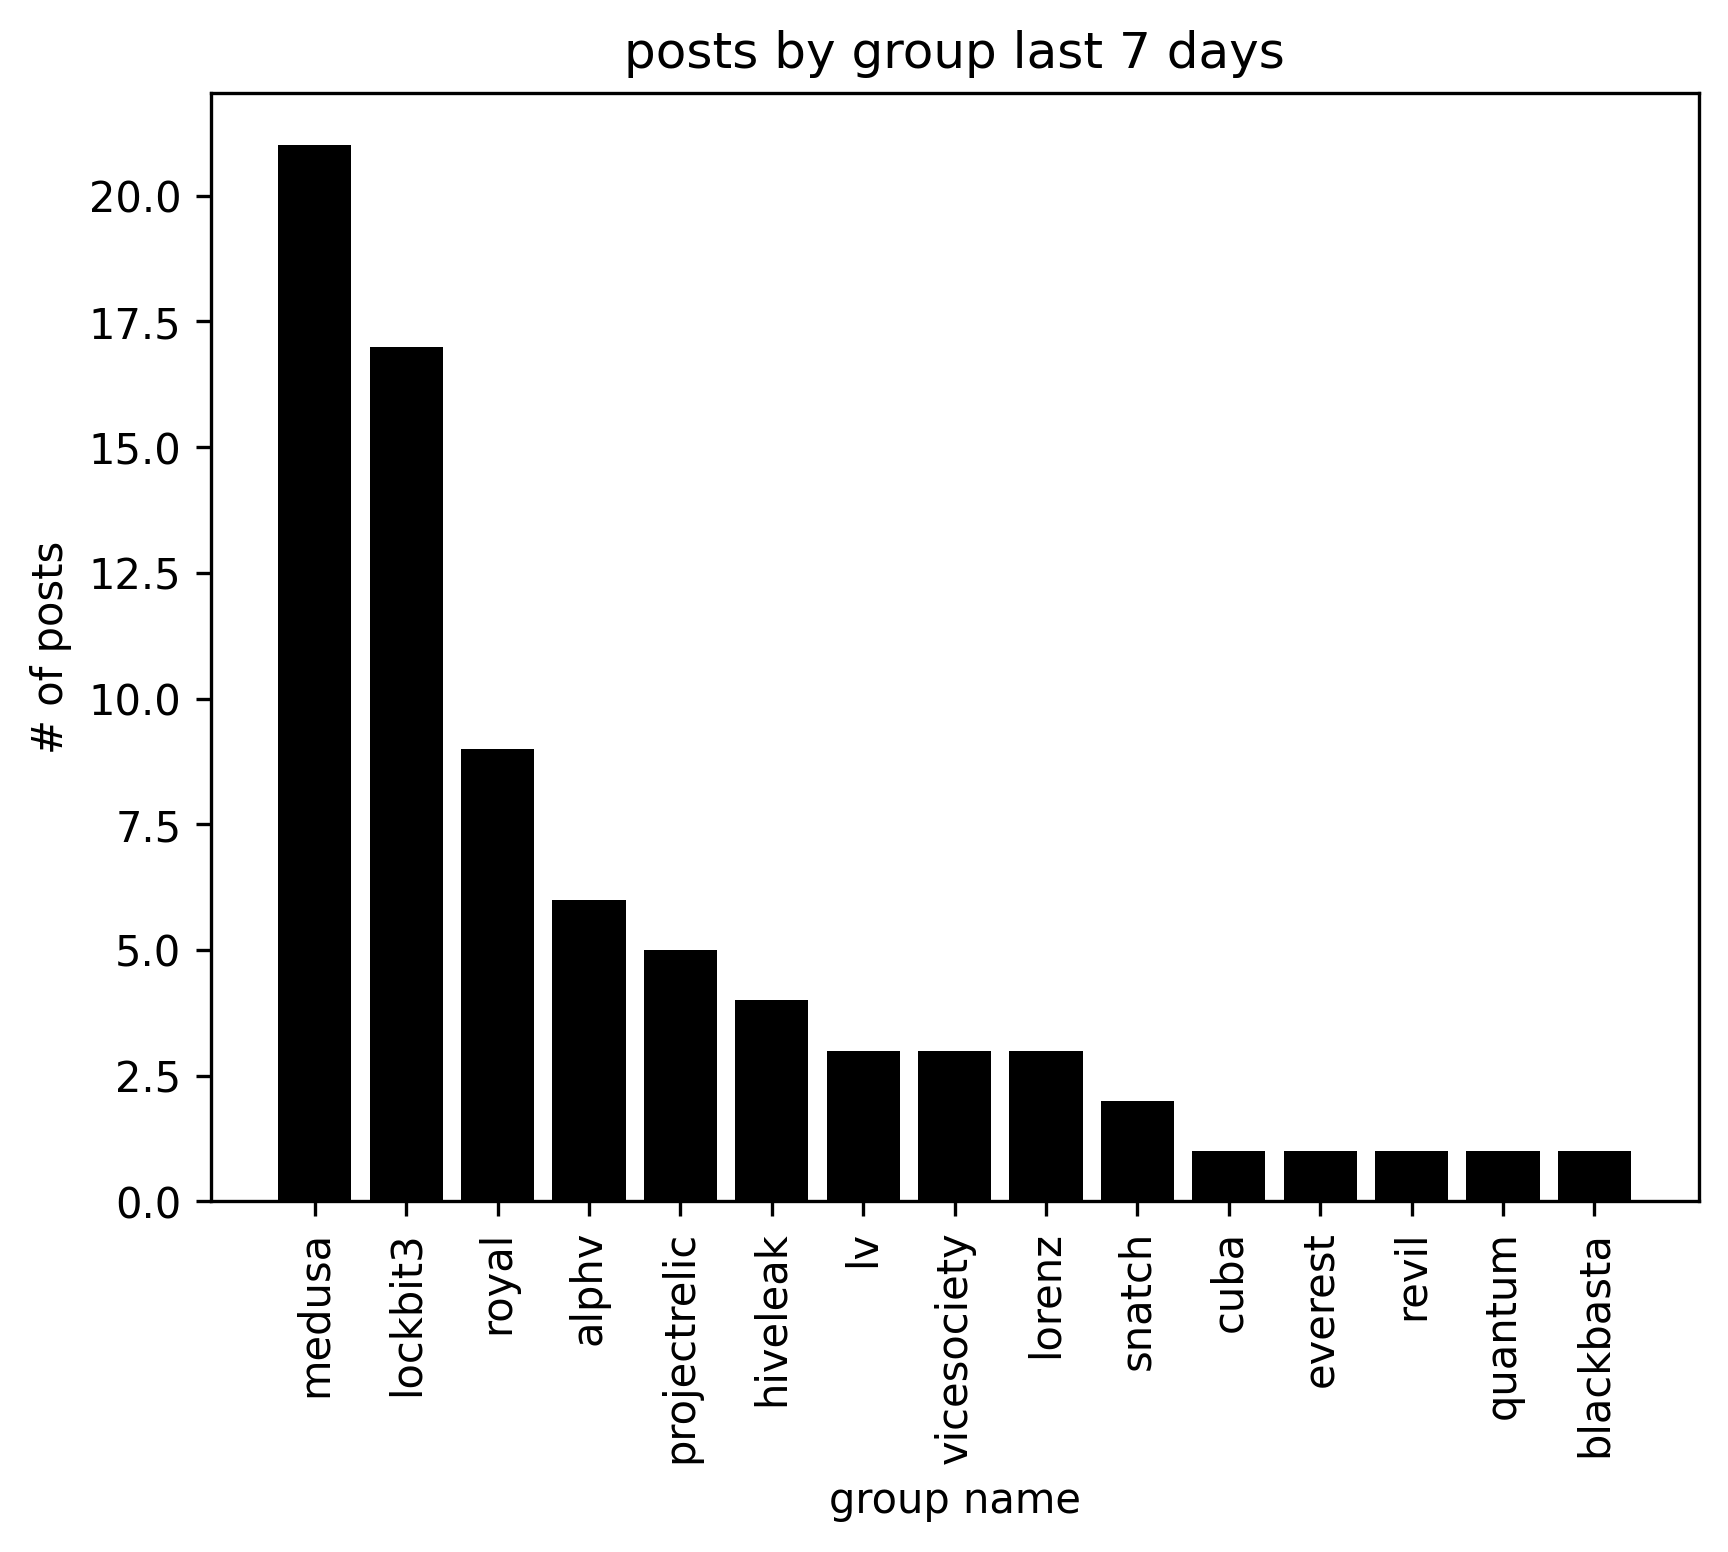 posts by group last 7 days
# of posts
20.0
17.5
15.0
12.5
10.0
7.5
5.0
2.5
0.0
medusa
lockbit3
royal
alphv
projectrelic
hiveleak
lv
vicesociety
lorenz
snatch
cuba
everest
revil
quantum
blackbasta
group name